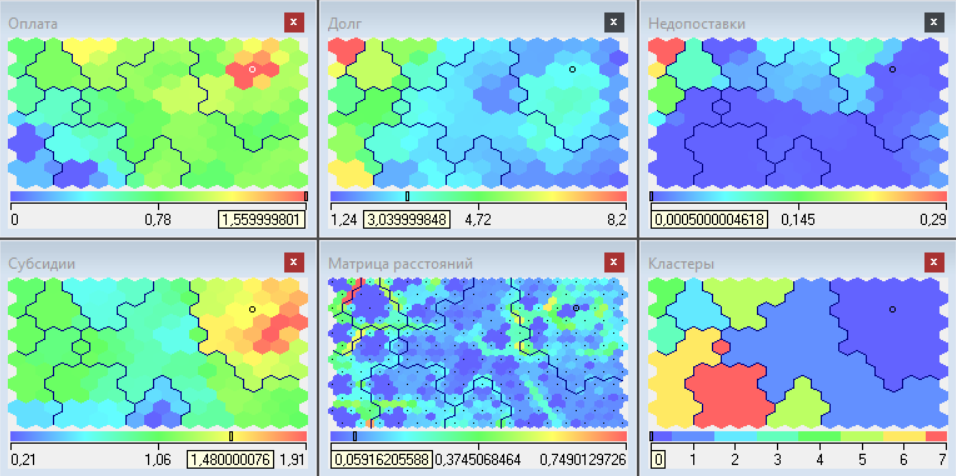 Оплата x
Долг x
Недопоставки x
0 0,78 1,559999801
1,24 3,039999848 4,72 8,2
0,0005000004618 0,145 0,29
Субсидии x
Матрица расстояний x
Кластеры x
0,21 1,06 1,480000076 1,91
0,05916205588 0,3745068464 0,7490129726
0 1 2 3 4 5 6 7